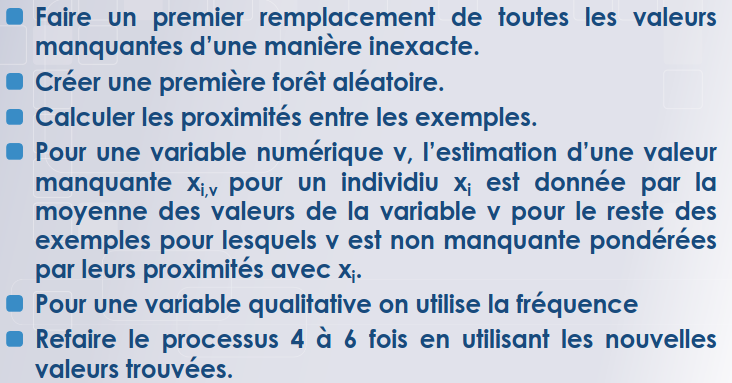 Faire un premier remplacement de toutes les valeurs
manquantes d'une manière inexacte.
Créer une première forêt aléatoire.
Calculer les proximités entre les exemples.
Pour une variable numérique v, l'estimation d'une valeur
manquante xi,v pour un individiu xi est donnée par la
moyenne des valeurs de la variable v pour le reste des
exemples pour lesquels v est non manquante pondérées
par leurs proximités avec xi.
Pour une variable qualitative on utilise la fréquence
Refaire le processus 4 à 6 fois en utilisant les nouvelles
valeurs trouvées.